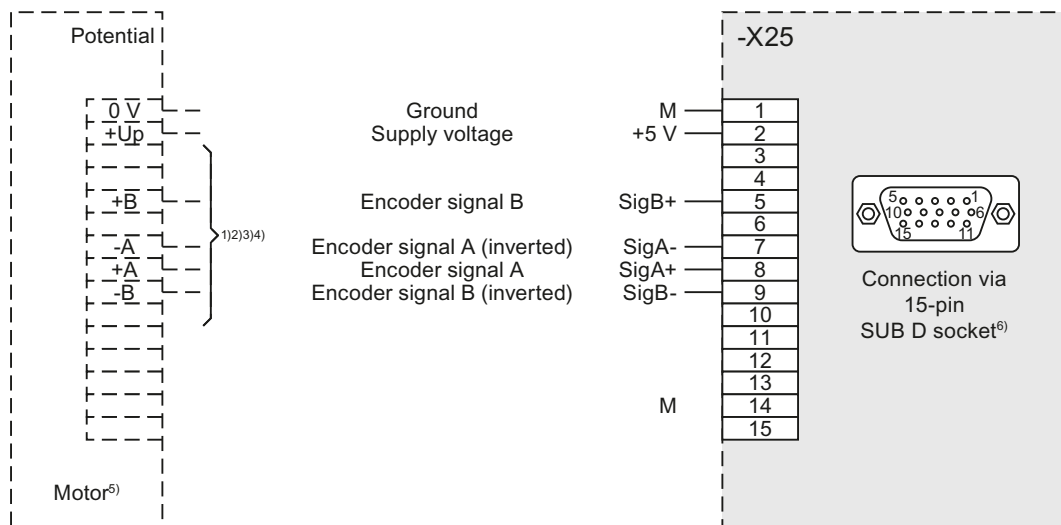 Potential
-X25
0 V Ground M 1
+Up Supply voltage +5 V 2
3
4
+B Encoder signal B SigB+ 5
6
-A Encoder signal A (inverted) SigA- 7
+A Encoder signal A SigA+ 8
-B Encoder signal B (inverted) SigB- 9
10
11
12
13
M 14
15
1)2)3)4)
5 1
10 6
15 11
Connection via
15-pin
SUB D socket6)
Motor5)